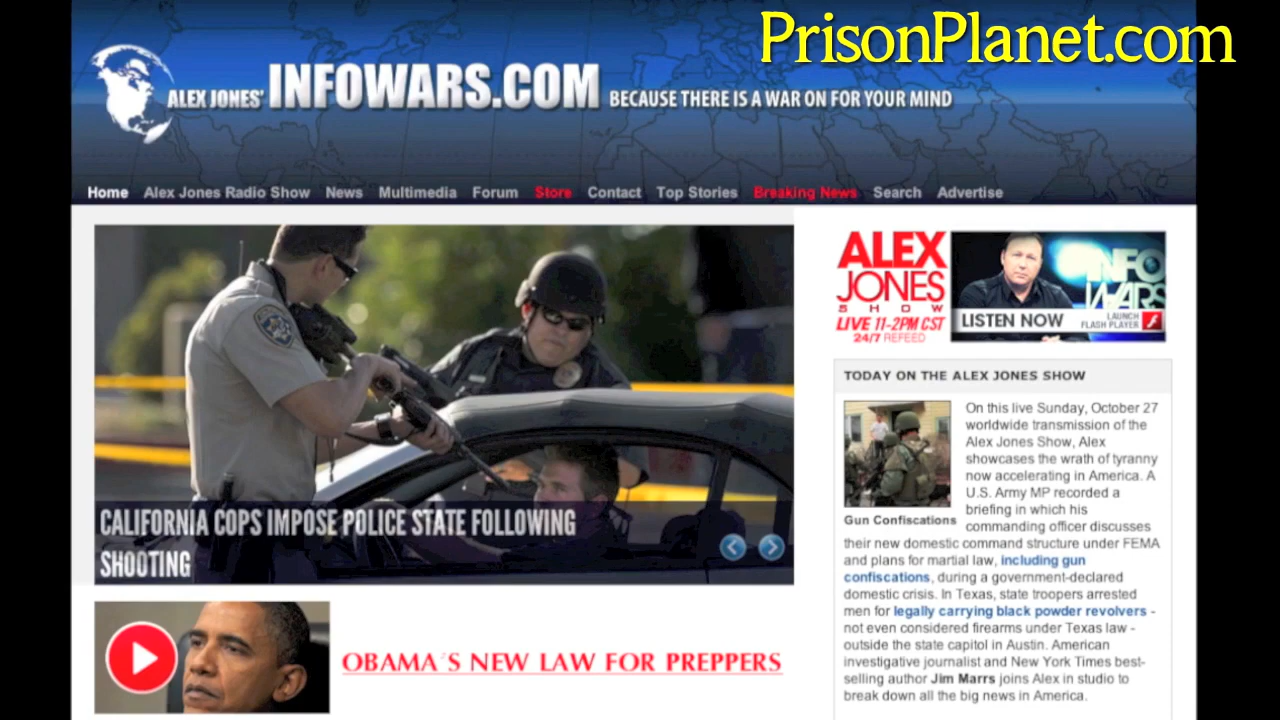 PrisonPlanet.com
ALEX JONES' INFOWARS.COM BECAUSE THERE IS A WAR ON FOR YOUR MIND
Home Alex Jones Radio Show News Multimedia Forum Store Contact Top Stories Breaking News Search Advertise
CALIFORNIA COPS IMPOSE POLICE STATE FOLLOWING
SHOOTING
OBAMA'S NEW LAW FOR PREPPERS
ALEX
JONES
SHOW
LIVE 11-2PM CST
24/7 REFEED
INFO
WARS
LISTEN NOW
LAUNCH
FLASH PLAYER
TODAY ON THE ALEX JONES SHOW
On this live Sunday, October 27
worldwide transmission of the
Alex Jones Show, Alex
showcases the wrath of tyranny
now accelerating in America. A
U.S. Army MP recorded a
briefing in which his
Gun Confiscations
commanding officer discusses
their new domestic command structure under FEMA
and plans for martial law, including gun
confiscations, during a government-declared
domestic crisis. In Texas, state troopers arrested
men for legally carrying black powder revolvers -
not even considered firearms under Texas law -
outside the state capitol in Austin. American
investigative journalist and New York Times best-
selling author Jim Marrs joins Alex in studio to
break down all the big news in America.